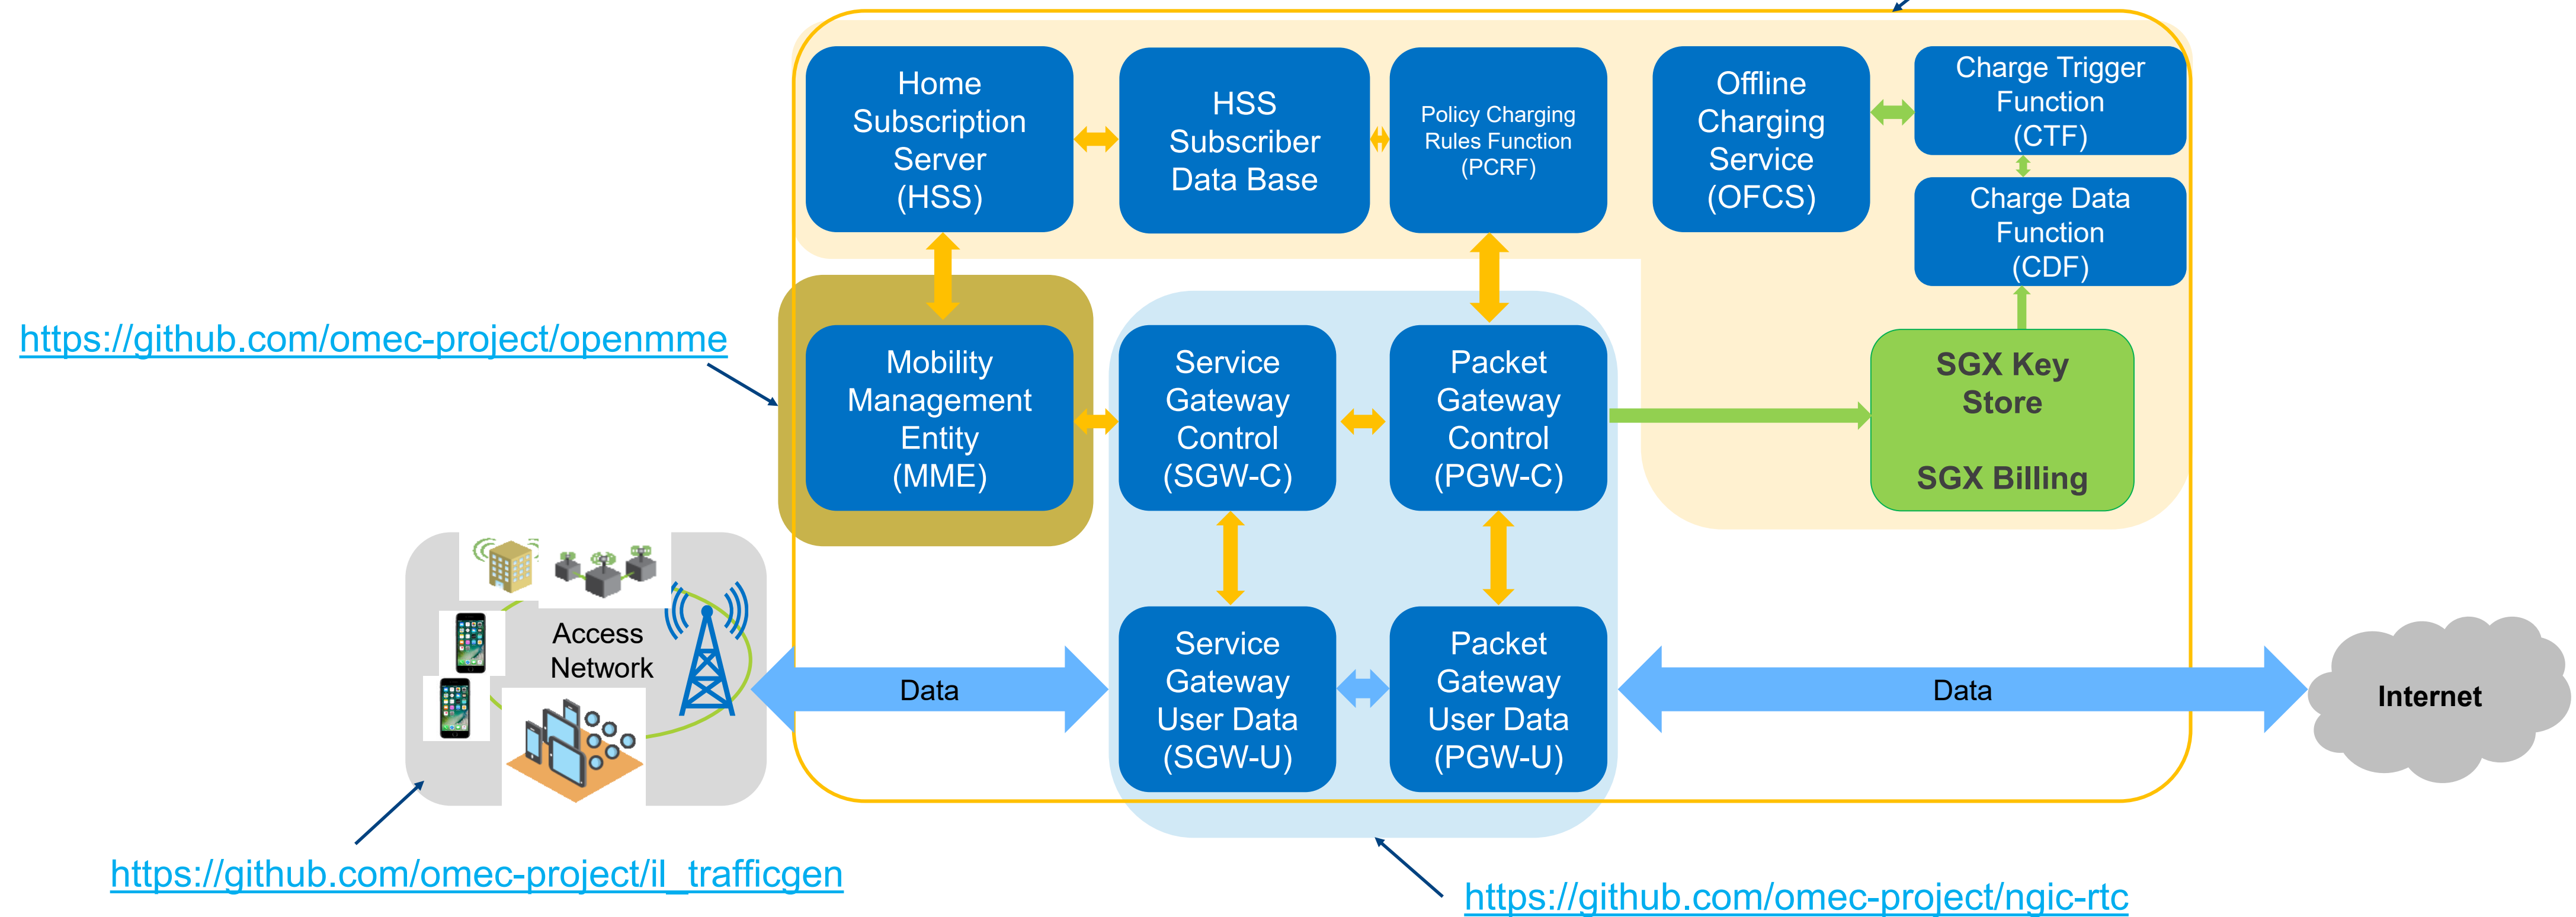 Home
Subscription
Server
(HSS)
HSS
Subscriber
Data Base
Policy Charging
Rules Function
(PCRF)
Offline
Charging
Service
(OFCS)
Charge Trigger
Function
(CTF)
Charge Data
Function
(CDF)
https://github.com/omec-project/openmme
Mobility
Management
Entity
(MME)
Service
Gateway
Control
(SGW-C)
Packet
Gateway
Control
(PGW-C)
SGX Key
Store
SGX Billing
Access
Network
Data
Service
Gateway
User Data
(SGW-U)
Packet
Gateway
User Data
(PGW-U)
Data
Internet
https://github.com/omec-project/il_trafficgen
https://github.com/omec-project/ngic-rtc